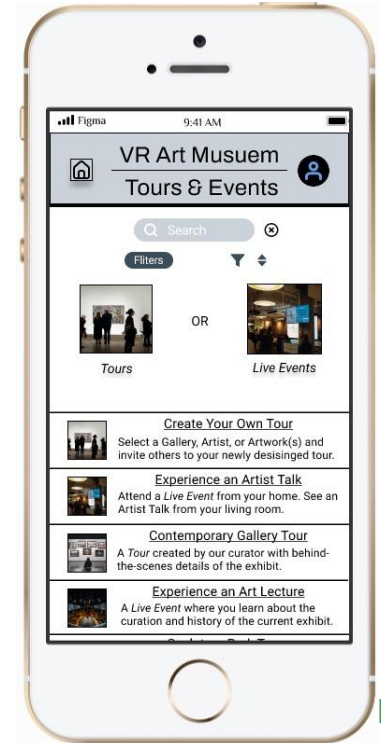 Figma 9:41 AM
VR Art Musuem
Tours & Events
Search
Fliters
OR
Tours Live Events
Create Your Own Tour
Select a Gallery, Artist, or Artwork(s) and
invite others to your newly desisinged tour.
Experience an Artist Talk
Attend a Live Event from your home. See an
Artist Talk from your living room.
Contemporary Gallery Tour
A Tour created by our curator with behind-
the-scenes details of the exhibit.
Experience an Art Lecture
A Live Event where you learn about the
curation and history of the current exhibit.